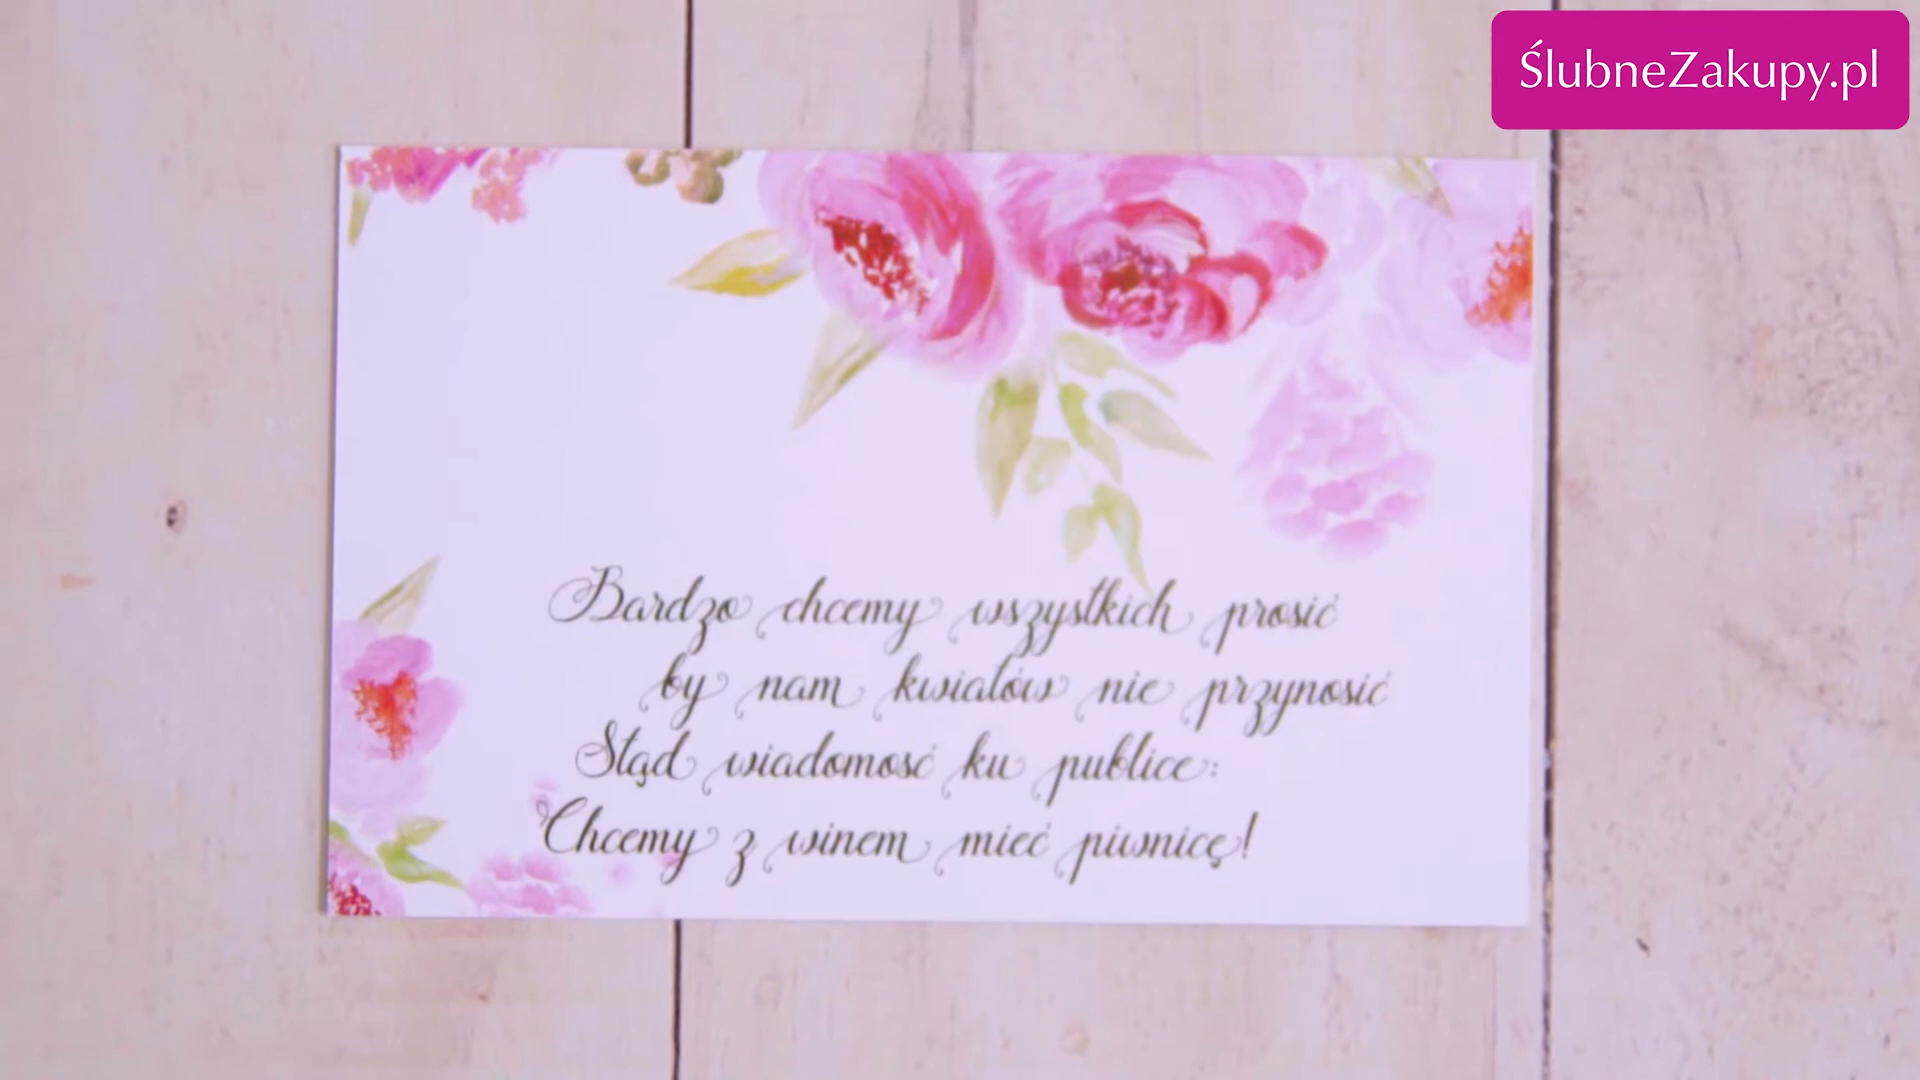 ŚlubneZakupy.pl
Bardzo chcemy wszystkich prosić
by nam kwiatów nie przynosić
Stąd wiadomość ku publice:
Chcemy z winem mieć piwnicę!